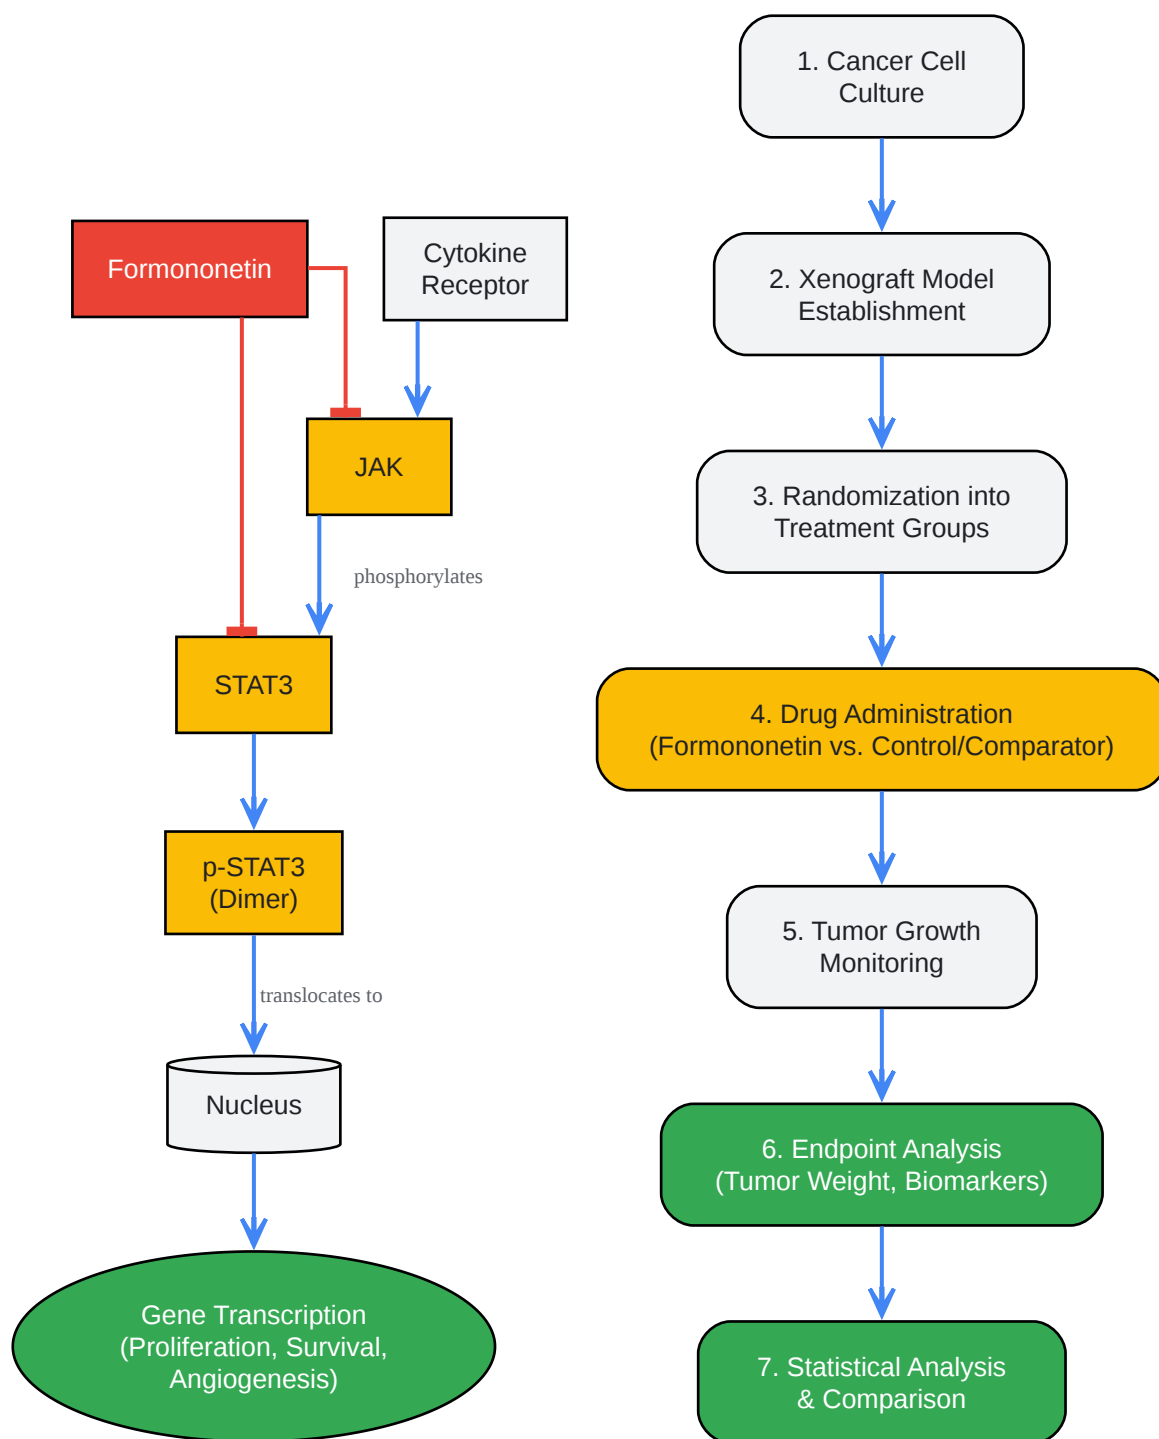 Formononetin
Cytokine
Receptor
JAK
phosphorylates
STAT3
p-STAT3
(Dimer)
translocates to
Nucleus
Gene Transcription
(Proliferation, Survival,
Angiogenesis)
1. Cancer Cell
Culture
2. Xenograft Model
Establishment
3. Randomization into
Treatment Groups
4. Drug Administration
(Formononetin vs. Control/Comparator)
5. Tumor Growth
Monitoring
6. Endpoint Analysis
(Tumor Weight, Biomarkers)
7. Statistical Analysis
& Comparison